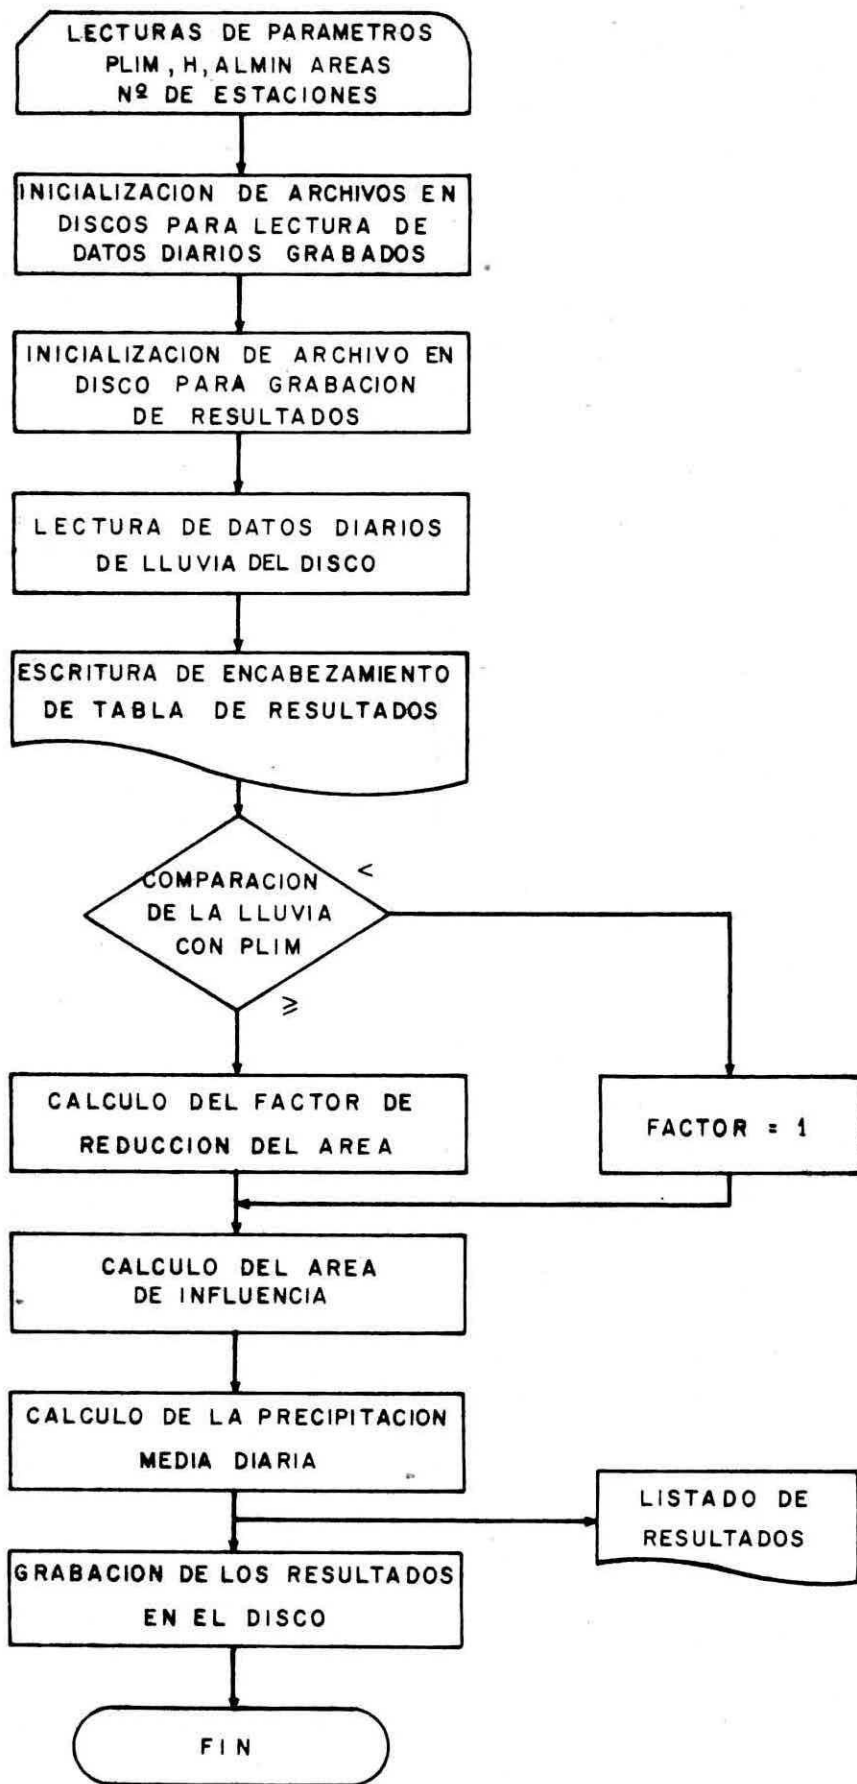 LECTURAS DE PARAMETROS
PLIM, H, ALMIN AREAS
Nº DE ESTACIONES
INICIALIZACION DE ARCHIVOS EN
DISCOS PARA LECTURA DE
DATOS DIARIOS GRABADOS
INICIALIZACION DE ARCHIVO EN
DISCO PARA GRABACION
DE RESULTADOS
LECTURA DE DATOS DIARIOS
DE LLUVIA DEL DISCO
ESCRITURA DE ENCABEZAMIENTO
DE TABLA DE RESULTADOS
COMPARACION
DE LA LLUVIA
CON PLIM
<
≥
CALCULO DEL FACTOR DE
REDUCCION DEL AREA
FACTOR = 1
CALCULO DEL AREA
DE INFLUENCIA
CALCULO DE LA PRECIPITACION
MEDIA DIARIA
LISTADO DE
RESULTADOS
GRABACION DE LOS RESULTADOS
EN EL DISCO
FIN